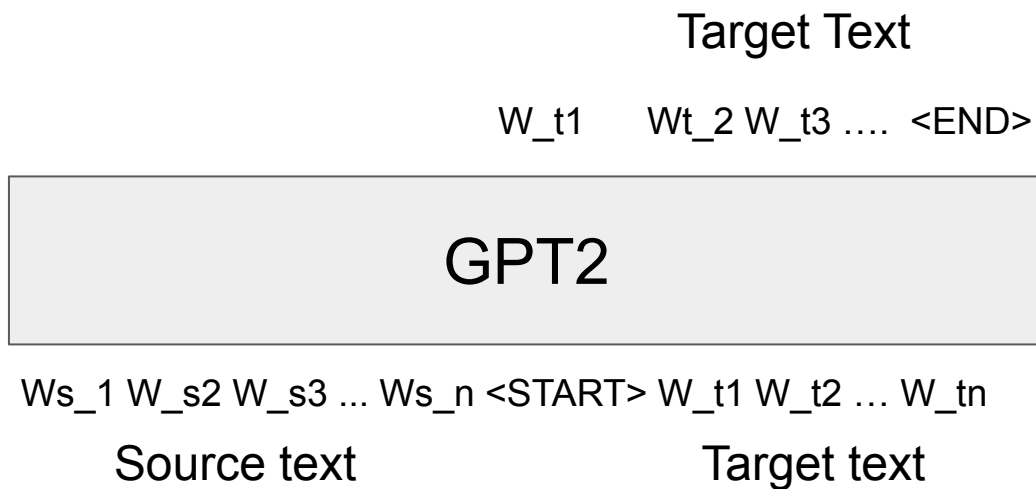 Target Text
W_t1 Wt_2 W_t3 .... <END>
GPT2
Ws_1 W_s2 W_s3 ... Ws_n <START> W_t1 W_t2 … W_tn
Source text Target text